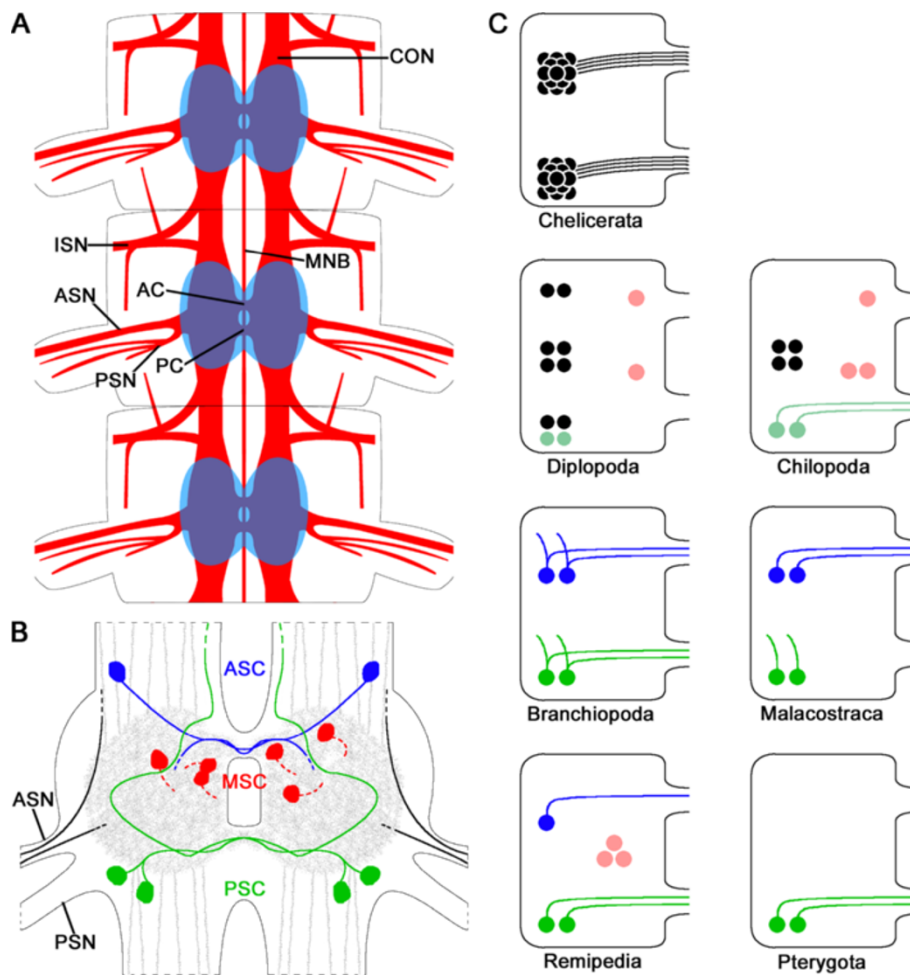 A
CON
ISN
MNB
ASN
AC
PSN
PC
B
ASC
MSC
ASN
PSC
PSN
C
Chelicerata
Diplopoda
Chilopoda
Branchiopoda
Malacostraca
Remipedia
Pterygota